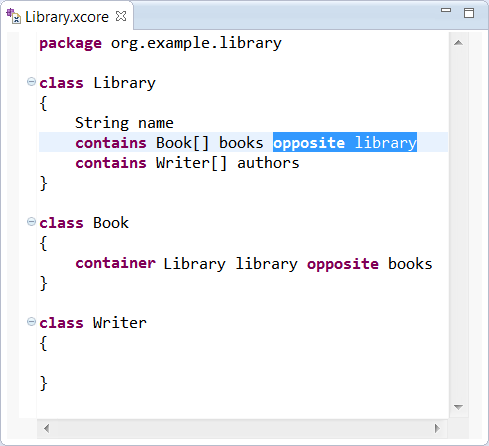 Library.xcore
package org.example.library
class Library
{
String name
contains Book[] books opposite library
contains Writer[] authors
}
class Book
{
container Library library opposite books
}
class Writer
{
}